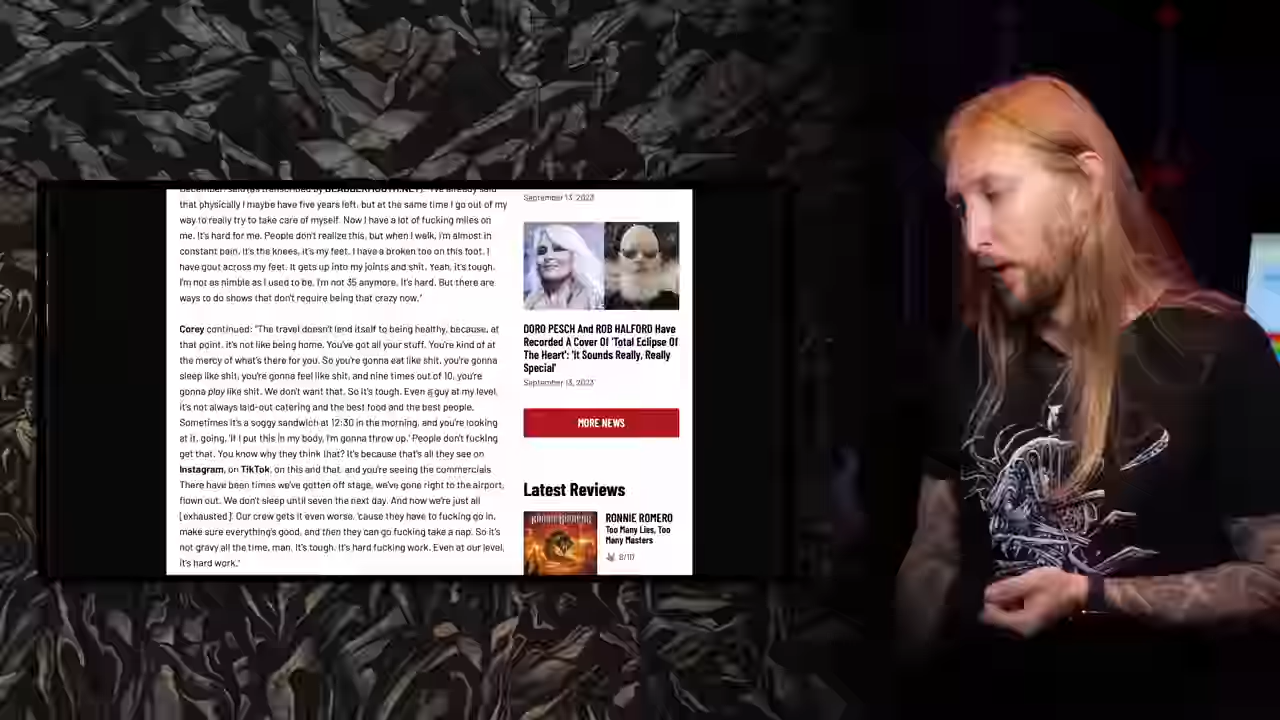 December, said (as transcribed by BLABBERMOUTH.NET): "I've already said
that physically I maybe have five years left, but at the same time I go out of my
way to really try to take care of myself. Now I have a lot of fucking miles on
me. It's hard for me. People don't realize this, but when I walk, I'm almost in
constant pain. It's the knees, it's my feet. I have a broken toe on this foot. I
have gout across my feet. It gets up into my joints and shit. Yeah, it's tough.
I'm not as nimble as I used to be. I'm not 35 anymore. It's hard. But there are
ways to do shows that don't require being that crazy now."
Corey continued: "The travel doesn't lend itself to being healthy, because, at
that point, it's not like being home. You've got all your stuff. You're kind of at
the mercy of what's there for you. So you're gonna eat like shit, you're gonna
sleep like shit, you're gonna feel like shit, and nine times out of 10, you're
gonna play like shit. We don't want that. So it's tough. Even a guy at my level,
it's not always laid-out catering and the best food and the best people.
Sometimes it's a soggy sandwich at 12:30 in the morning, and you're looking
at it, going, 'If I put this in my body, I'm gonna throw up.' People don't fucking
get that. You know why they think that? It's because that's all they see on
Instagram, on TikTok, on this and that, and you're seeing the commercials
There have been times we've gotten off stage, we've gone right to the airport,
flown out. We don't sleep until seven the next day. And now we're just all
[exhausted]. Our crew gets it even worse, 'cause they have to fucking go in,
make sure everything's good, and then they can go fucking take a nap. So it's
not gravy all the time, man. It's tough. It's hard fucking work. Even at our level,
it's hard work."
September 13, 2023
DORO PESCH And ROB HALFORD Have
Recorded A Cover Of 'Total Eclipse Of
The Heart': 'It Sounds Really, Really
Special'
September 13, 2023
MORE NEWS
Latest Reviews
RONNIE ROMERO
RONNIE ROMERO
Too Many Lies, Too
Many Masters
8/10